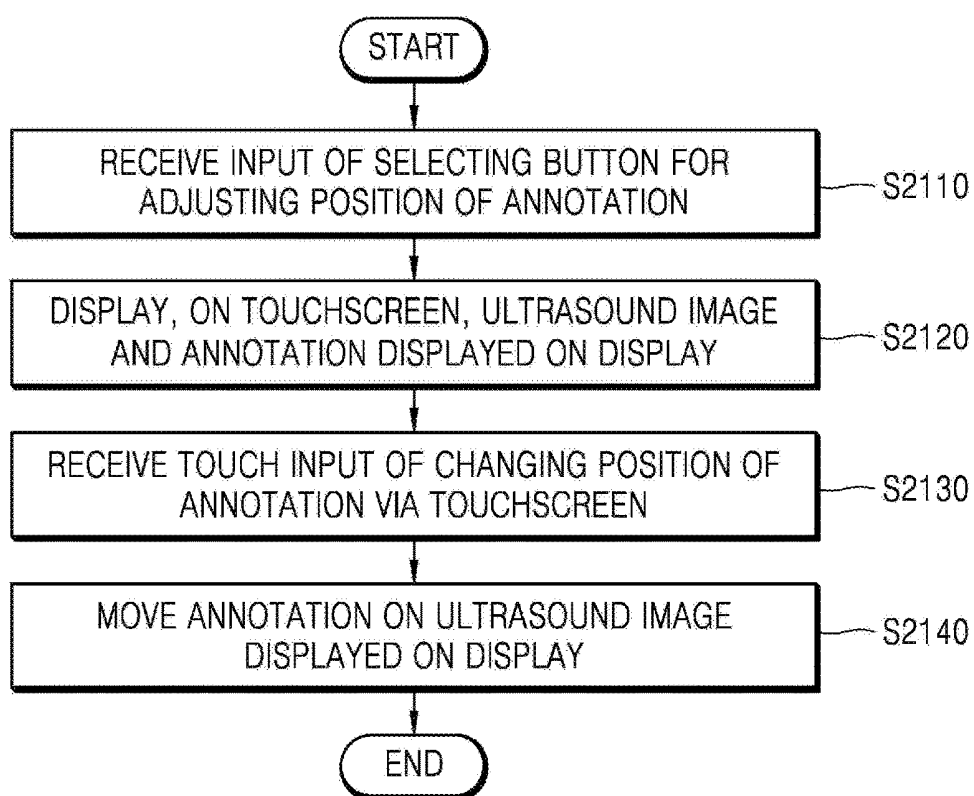 START
RECEIVE INPUT OF SELECTING BUTTON FOR
ADJUSTING POSITION OF ANNOTATION
S2110
DISPLAY, ON TOUCHSCREEN, ULTRASOUND IMAGE
AND ANNOTATION DISPLAYED ON DISPLAY
S2120
RECEIVE TOUCH INPUT OF CHANGING POSITION OF
ANNOTATION VIA TOUCHSCREEN
S2130
MOVE ANNOTATION ON ULTRASOUND IMAGE
DISPLAYED ON DISPLAY
S2140
END